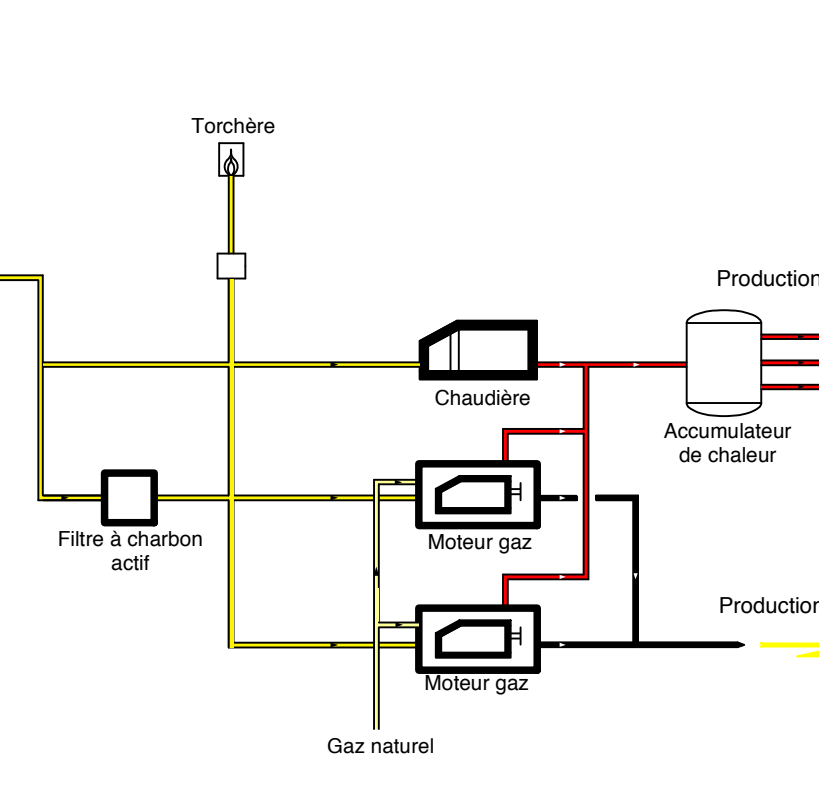 Torchère
Production
Chaudière
Accumulateur
de chaleur
Filtre à charbon
actif
Moteur gaz
Production
Moteur gaz
Gaz naturel